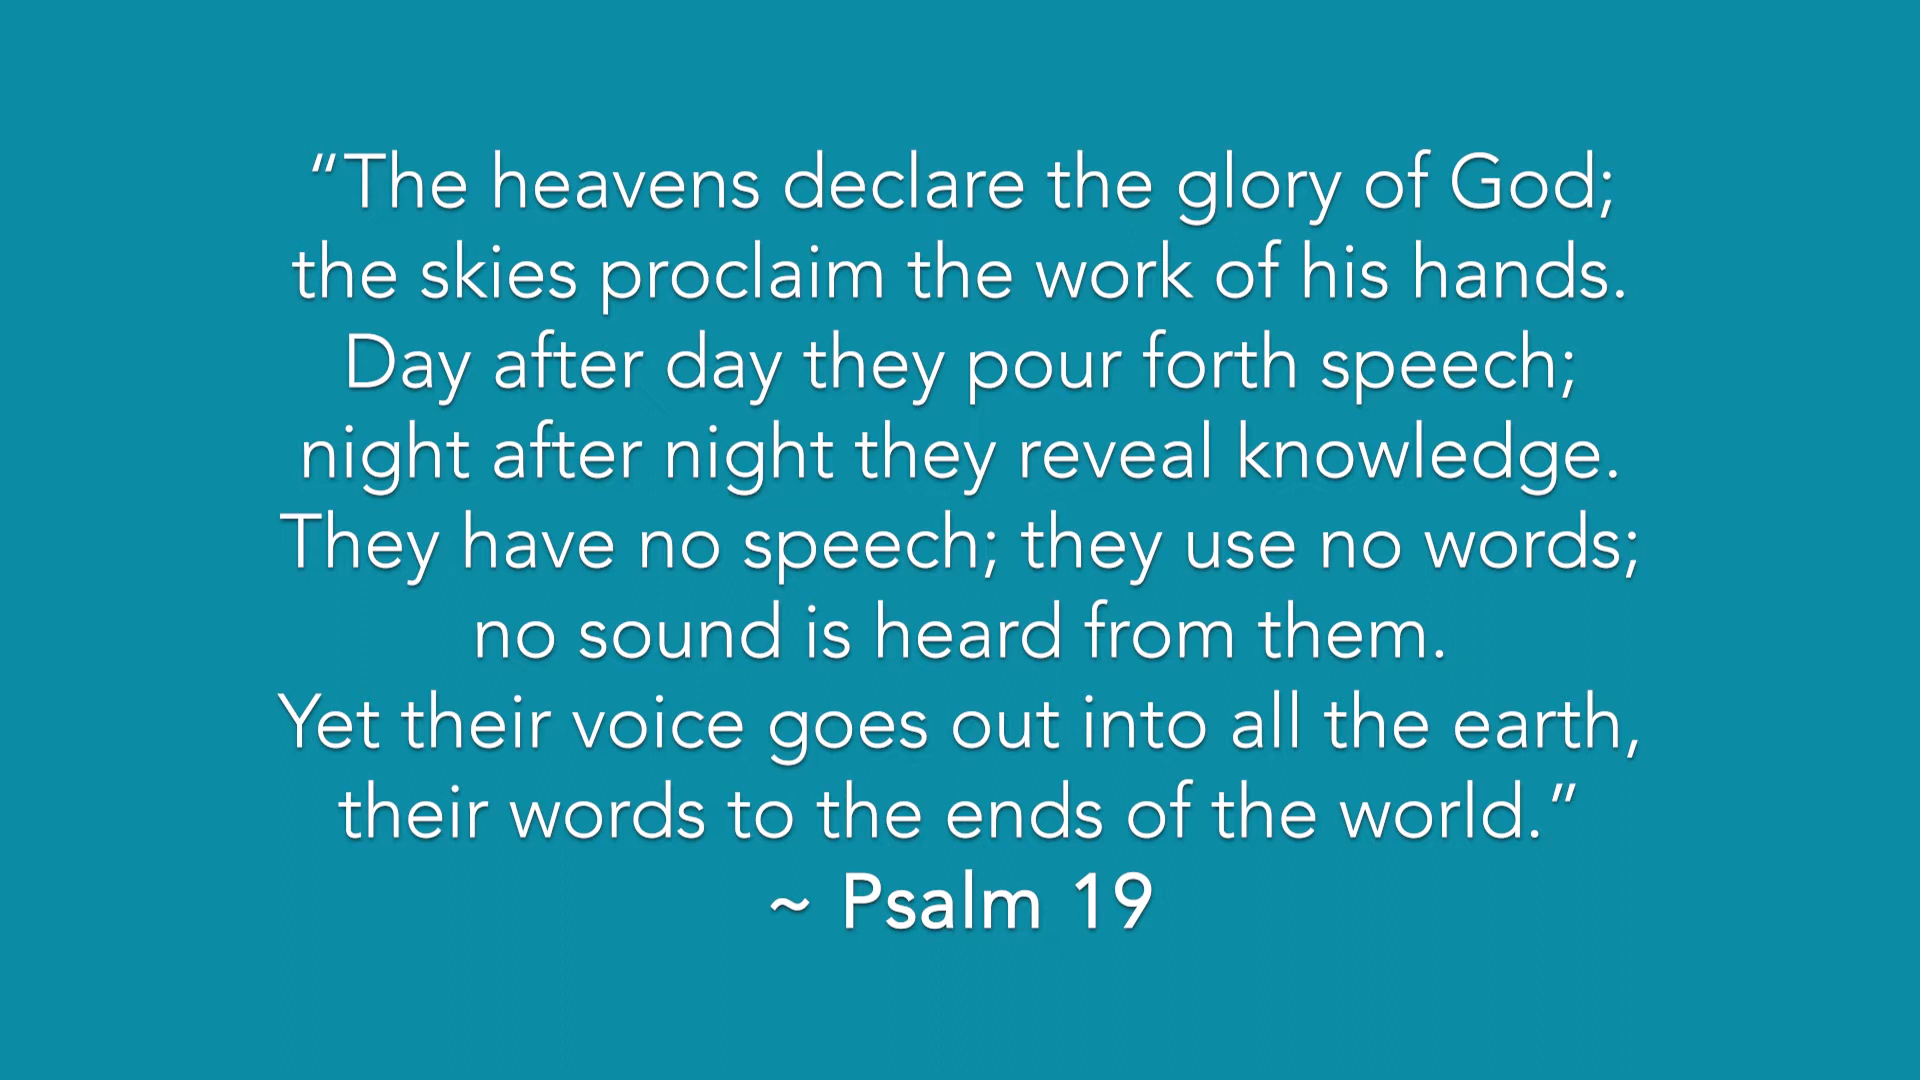 “The heavens declare the glory of God;
the skies proclaim the work of his hands.
Day after day they pour forth speech;
night after night they reveal knowledge.
They have no speech; they use no words;
no sound is heard from them.
Yet their voice goes out into all the earth,
their words to the ends of the world.”
~ Psalm 19